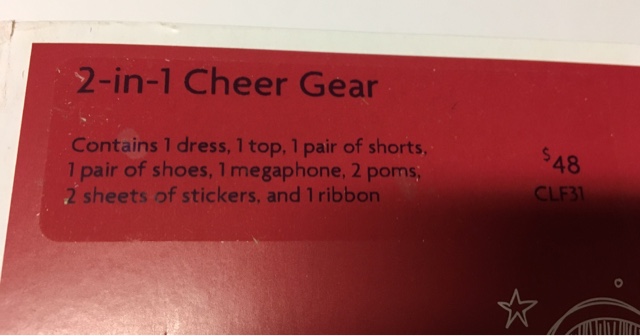 2-in-1 Cheer Gear
Contains 1 dress, 1 top, 1 pair of shorts,
1 pair of shoes, 1 megaphone, 2 poms,
2 sheets of stickers, and 1 ribbon
$48
CLF31